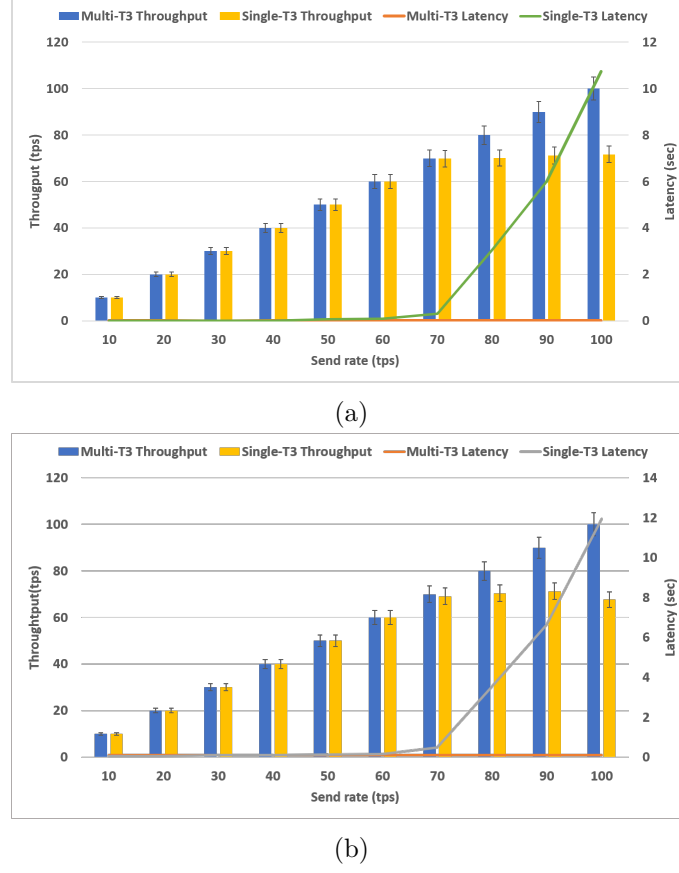 Multi-T3 Throughput Single-T3 Throughput Multi-T3 Latency Single-T3 Latency
120 12
100 10
80 8
60 6
40 4
20 2
0 0
Througput (tps)
Latency (sec)
10 20 30 40 50 60 70 80 90 100
Send rate (tps)
(a)
Multi-T3 Throughput Single-T3 Throughput Multi-T3 Latency Single-T3 Latency
120 14
100 12
80 10
60 8
40 6
20 4
0 2
0
Throughtput(tps)
Latency (sec)
10 20 30 40 50 60 70 80 90 100
Send rate (tps)
(b)